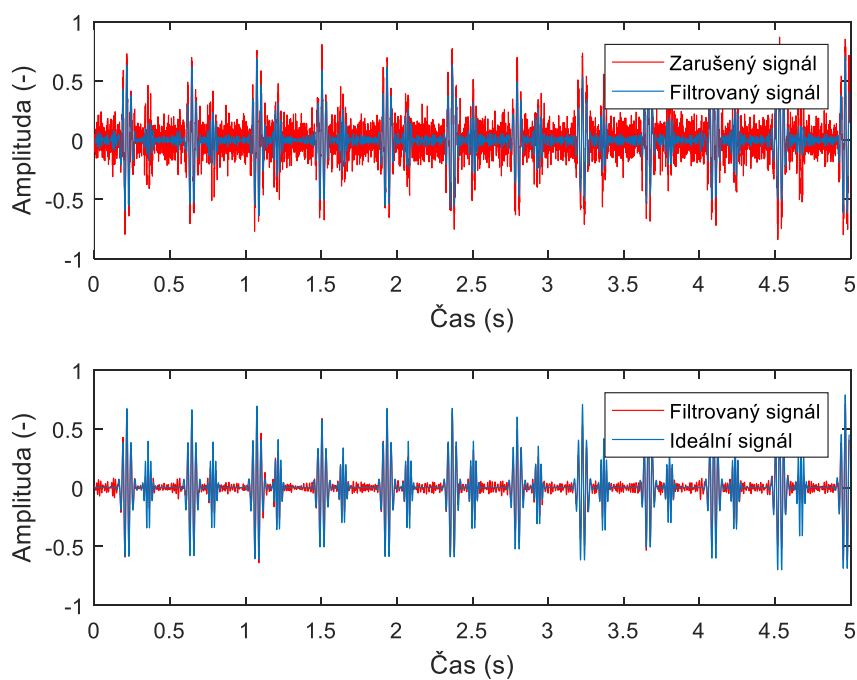 1
0.5
0
-0.5
-1
Amplituda (-)
Zarušený signál
Filtrovaný signál
0 0.5 1 1.5 2 2.5 3 3.5 4 4.5 5
Čas (s)
1
0.5
0
-0.5
-1
Amplituda (-)
Filtrovaný signál
Ideální signál
0 0.5 1 1.5 2 2.5 3 3.5 4 4.5 5
Čas (s)